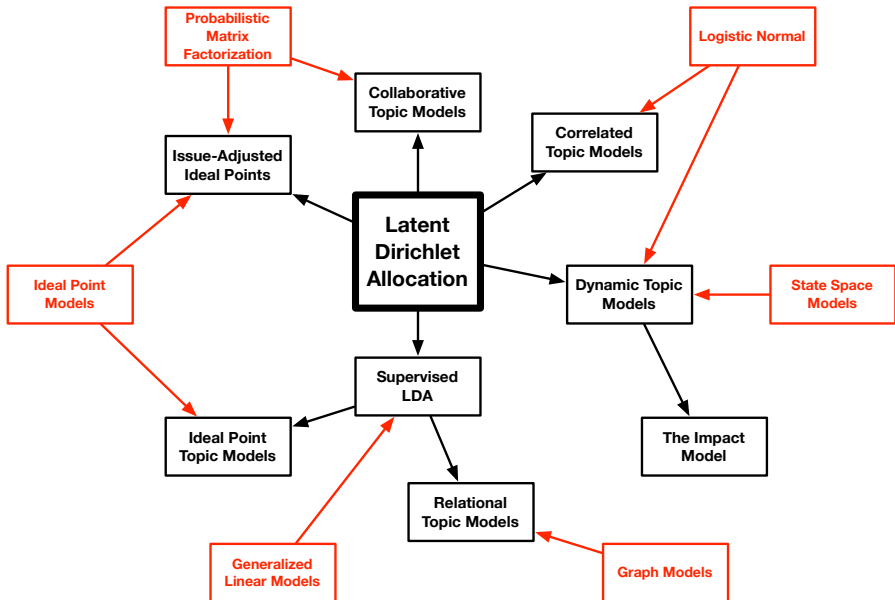 Probabilistic
Matrix
Factorization
Logistic Normal
Collaborative
Topic Models
Correlated
Topic Models
Issue-Adjusted
Ideal Points
Latent
Dirichlet
Allocation
Ideal Point
Models
Dynamic Topic
Models
State Space
Models
Supervised
LDA
Ideal Point
Topic Models
The Impact
Model
Relational
Topic Models
Generalized
Linear Models
Graph Models